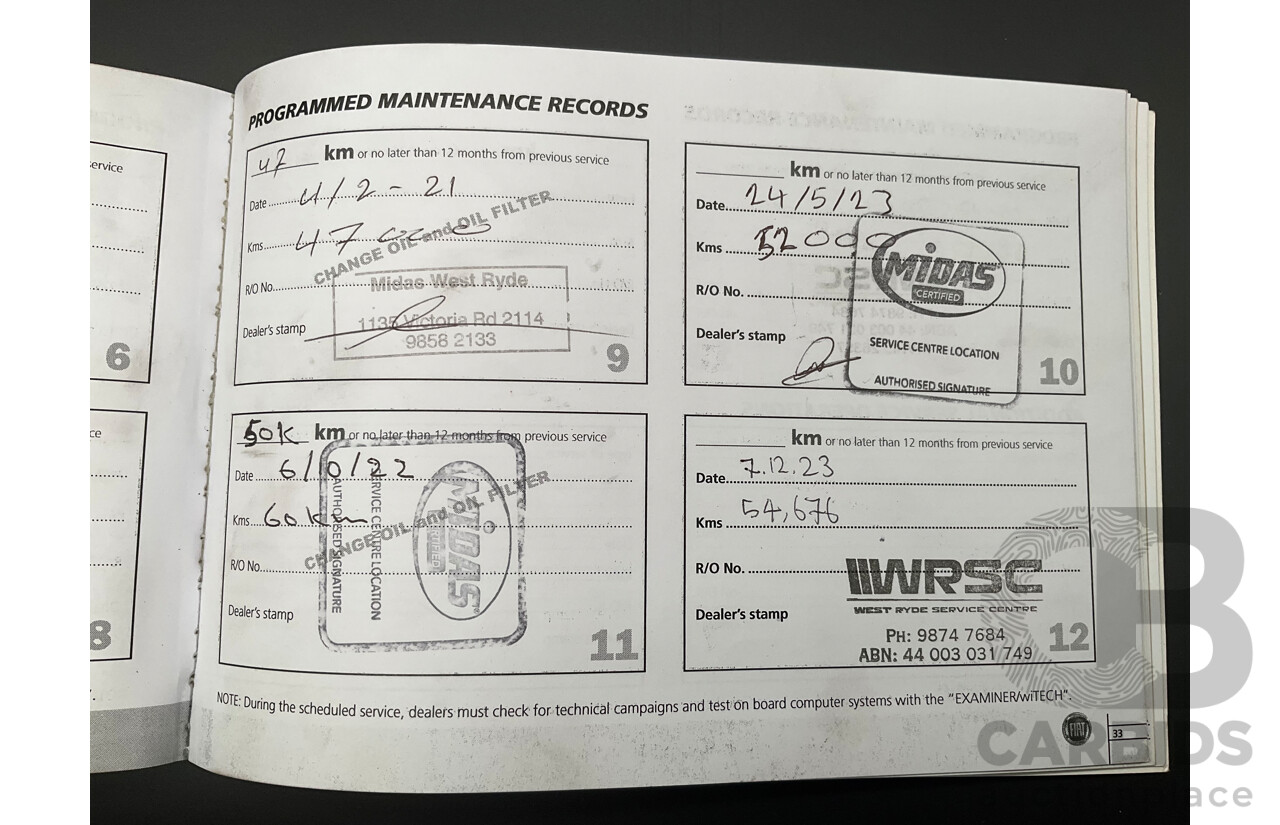 PROGRAMMED MAINTENANCE RECORDS
ervice
6
ce
8
47 km or no later than 12 months from previous service
Date 4/2-21
Kms 47000
CHANGE OIL and OIL FILTER
R/O No.
Midas West Ryde
1135 Victoria Rd 2114
Dealer's stamp
9858 2133
9
km or no later than 12 months from previous service
Date 24/5/23
Kms 52000
MIDAS
CERTIFIED
R/O No.
Dealer's stamp
SERVICE CENTRE LOCATION
AUTHORISED SIGNATURE
10
50K km or no later than 12 months from previous service
Date 6/0/22
Kms 60km
CHANGE OIL and OIL FILTER
R/O No.
Dealer's stamp
MIDAS
CERTIFIED
SERVICE CENTRE LOCATION
AUTHORISED SIGNATURE
11
km or no later than 12 months from previous service
Date 7.12.23
Kms 54,676
R/O No.
WRSC
WEST RYDE SERVICE CENTRE
Dealer's stamp
PH: 9874 7684
ABN: 44 003 031 749
12
NOTE: During the scheduled service, dealers must check for technical campaigns and test on board computer systems with the "EXAMINER/wiTECH".
FIAT
33
CARBIDS